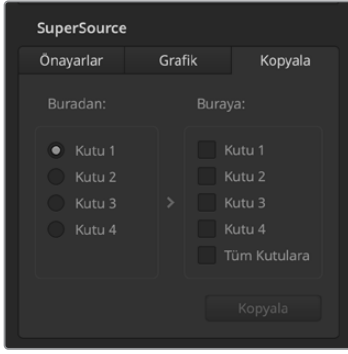 SuperSource
Önayarlar
Grafik
Kopyala
Buradan:
Buraya:
Kutu 1
Kutu 2
Kutu 3
Kutu 4
>
Kutu 1
Kutu 2
Kutu 3
Kutu 4
Tüm Kutulara
Kopyala